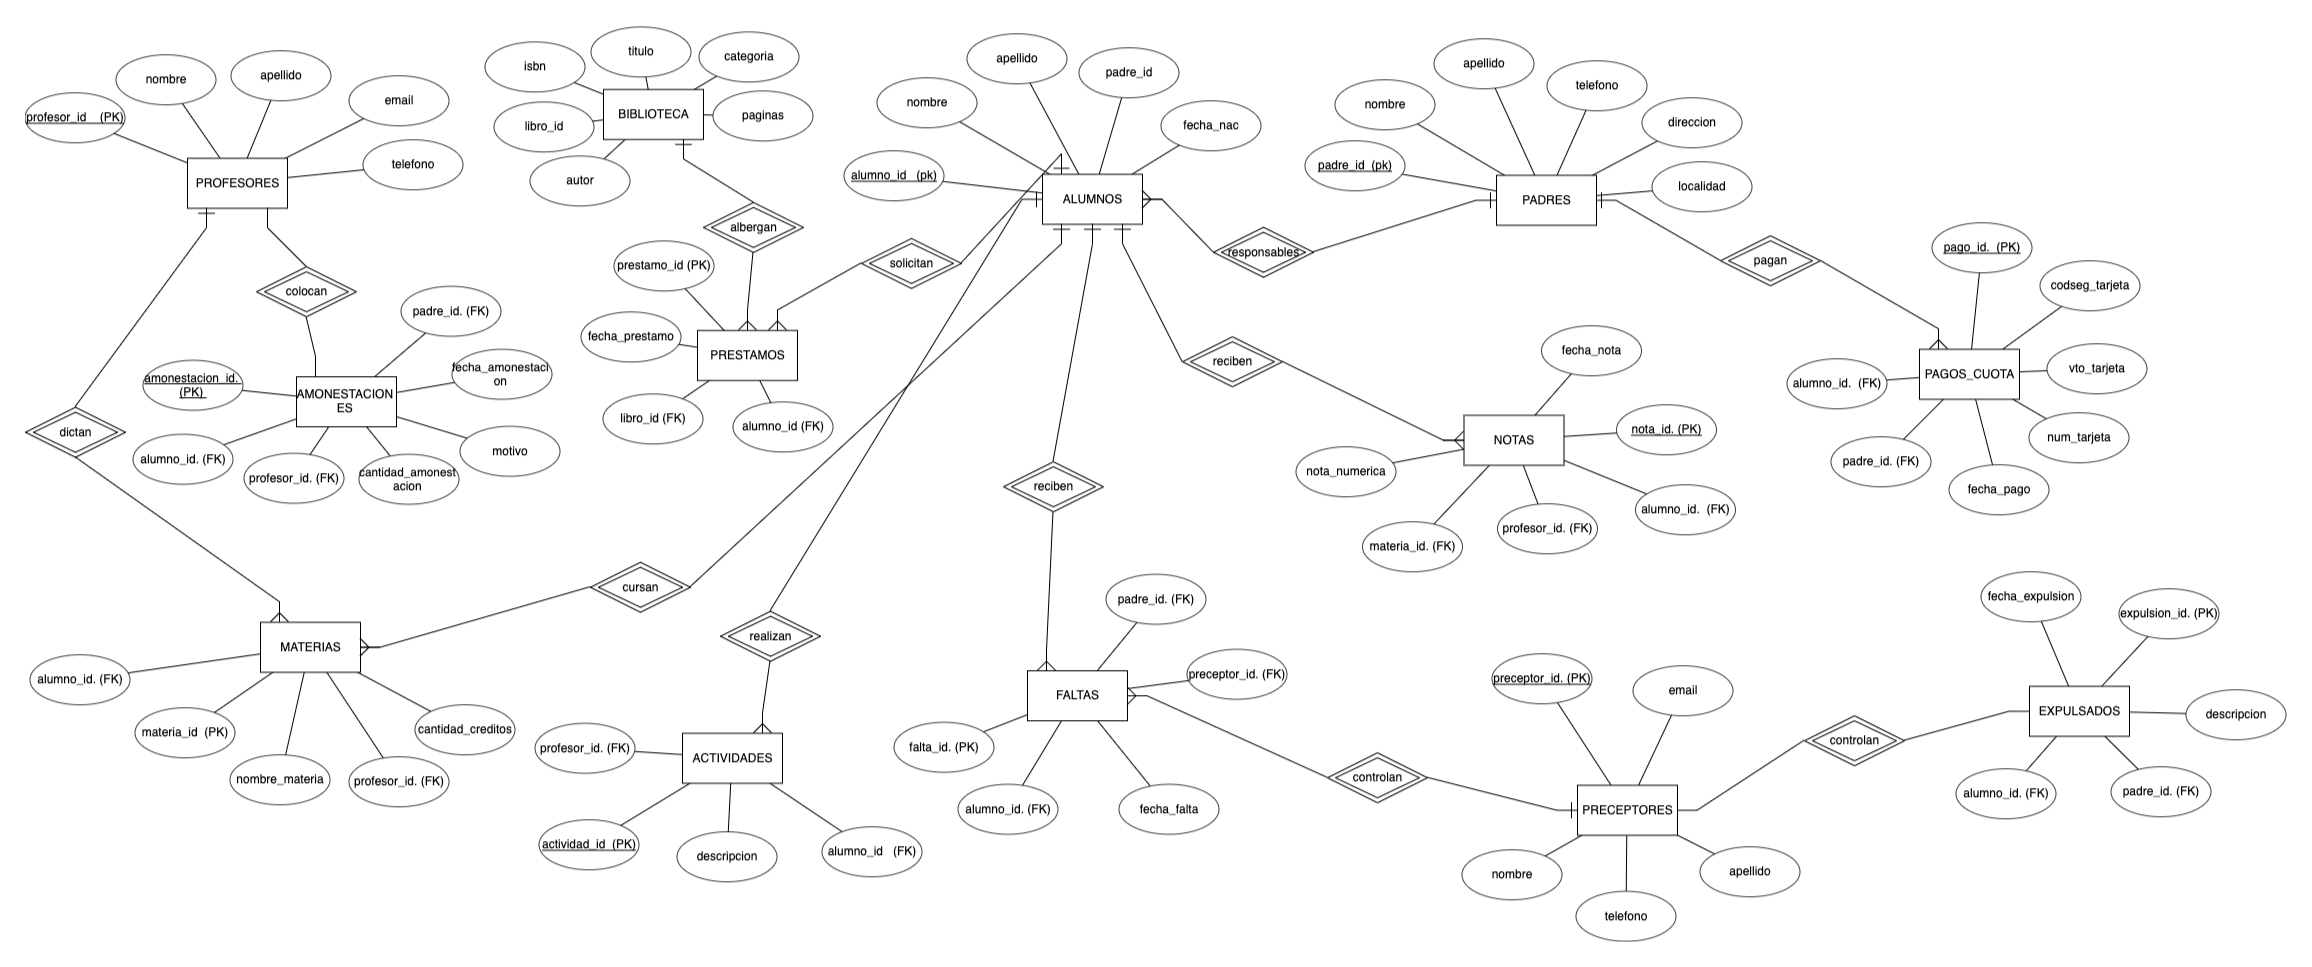 nombre
apellido
profesor_id (PK)
email
telefono
PROFESORES
isbn
titulo
categoria
libro_id
BIBLIOTECA
paginas
autor
albergan
apellido
padre_id
nombre
fecha_nac
alumno_id (pk)
ALUMNOS
apellido
telefono
nombre
direccion
padre_id (pk)
localidad
PADRES
responsables
pagan
solicitan
colocan
padre_id. (FK)
amonestacion_id.
(PK)
fecha_amonestaci
on
AMONESTACION
ES
alumno_id. (FK)
profesor_id. (FK)
cantidad_amonest
acion
motivo
dictan
prestamo_id (PK)
fecha_prestamo
PRESTAMOS
libro_id (FK)
alumno_id (FK)
reciben
fecha_nota
NOTAS
nota_id. (PK)
nota_numerica
materia_id. (FK)
profesor_id. (FK)
alumno_id. (FK)
pago_id. (PK)
codseg_tarjeta
PAGOS_CUOTA
vto_tarjeta
alumno_id. (FK)
num_tarjeta
padre_id. (FK)
fecha_pago
reciben
cursan
realizan
MATERIAS
alumno_id. (FK)
materia_id (PK)
nombre_materia
profesor_id. (FK)
cantidad_creditos
profesor_id. (FK)
ACTIVIDADES
actividad_id (PK)
descripcion
alumno_id (FK)
padre_id. (FK)
preceptor_id. (FK)
FALTAS
falta_id. (PK)
alumno_id. (FK)
fecha_falta
controlan
preceptor_id. (PK)
email
PRECEPTORES
nombre
apellido
telefono
controlan
fecha_expulsion
expulsion_id. (PK)
EXPULSADOS
descripcion
alumno_id. (FK)
padre_id. (FK)